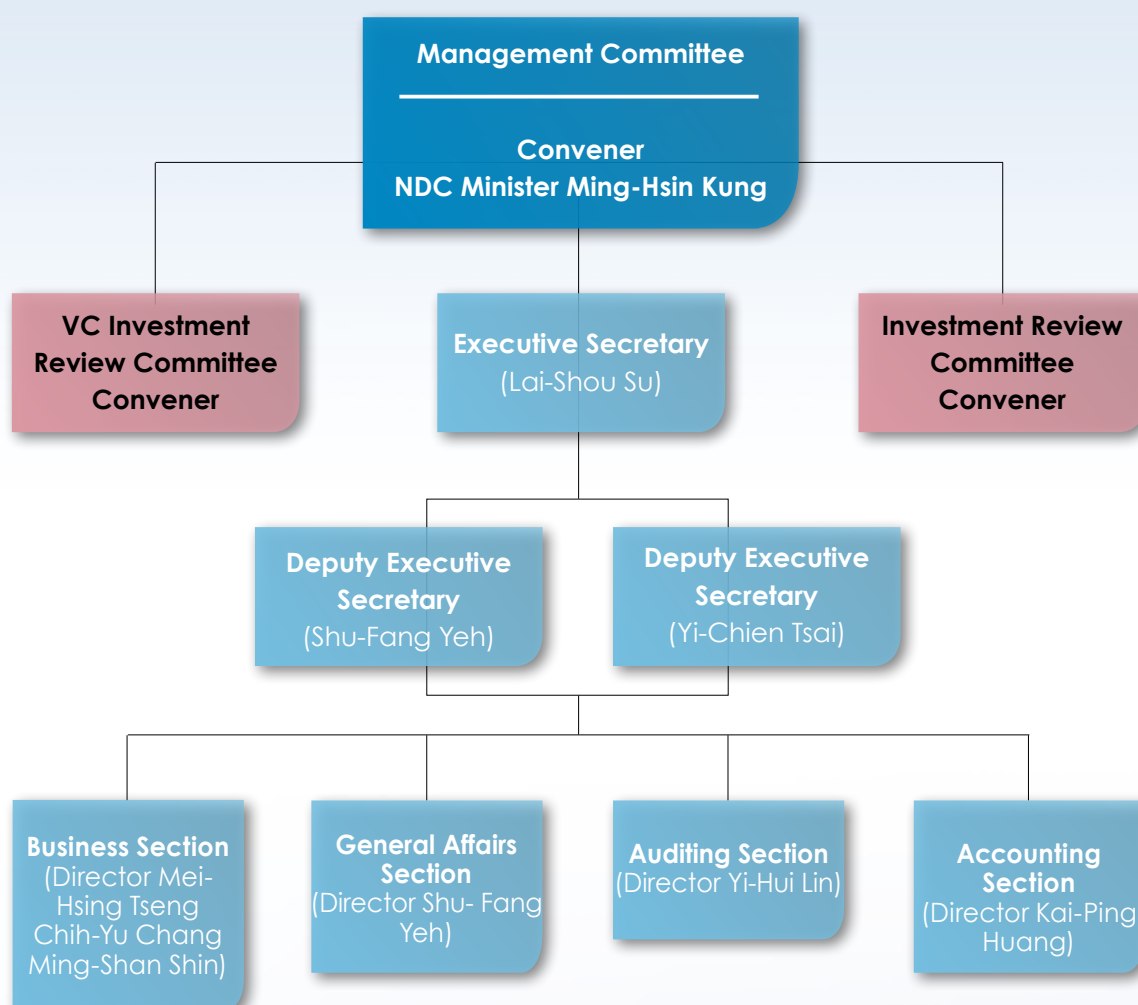 Management Committee
Convener
NDC Minister Ming-Hsin Kung
VC Investment
Review Committee
Convener
Executive Secretary
(Lai-Shou Su)
Investment Review
Committee
Convener
Deputy Executive
Secretary
(Shu-Fang Yeh)
Deputy Executive
Secretary
(Yi-Chien Tsai)
Business Section
(Director Mei-
Hsing Tseng
Chih-Yu Chang
Ming-Shan Shin)
General Affairs
Section
(Director Shu- Fang
Yeh)
Auditing Section
(Director Yi-Hui Lin)
Accounting
Section
(Director Kai-Ping
Huang)